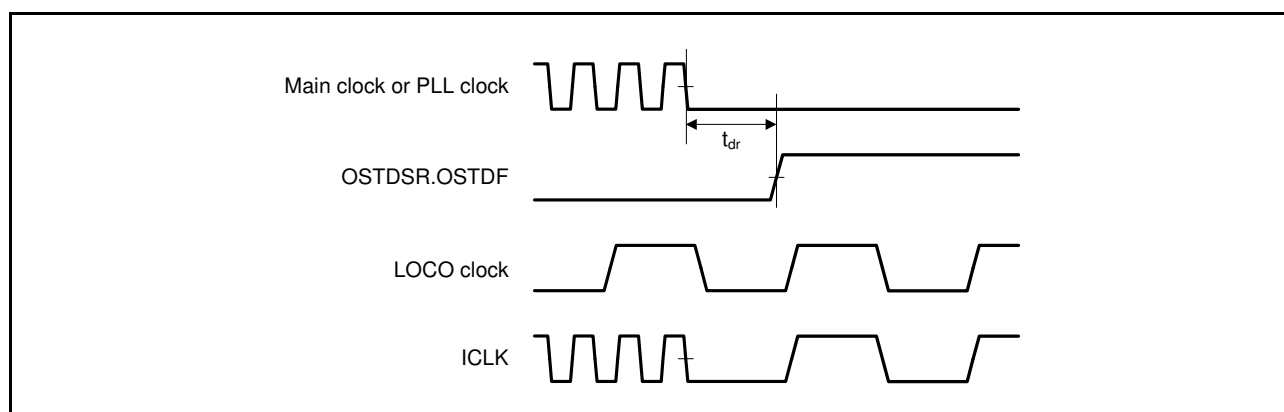 Main clock or PLL clock
tdr
OSTDSR.OSTDF
LOCO clock
ICLK